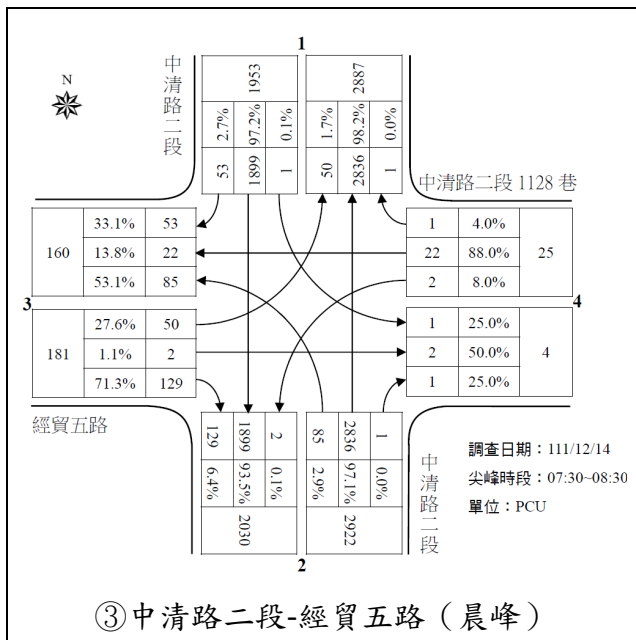 1
N
中清路二段
1953
2.7% 97.2% 0.1%
53 1899 1
2887
1.7% 98.2% 0.0%
50 2836 1
中清路二段 1128 巷
160
33.1% 53
13.8% 22
53.1% 85
1 4.0%
22 88.0%
2 8.0%
25
3
4
181
27.6% 50
1.1% 2
71.3% 129
1 25.0%
2 50.0%
1 25.0%
4
經貿五路
129 1899 2
6.4% 93.5% 0.1%
2030
85 2836 1
2.9% 97.1% 0.0%
2922
中清路二段
調查日期：111/12/14
尖峰時段：07:30~08:30
單位：PCU
2
③中清路二段-經貿五路（晨峰）